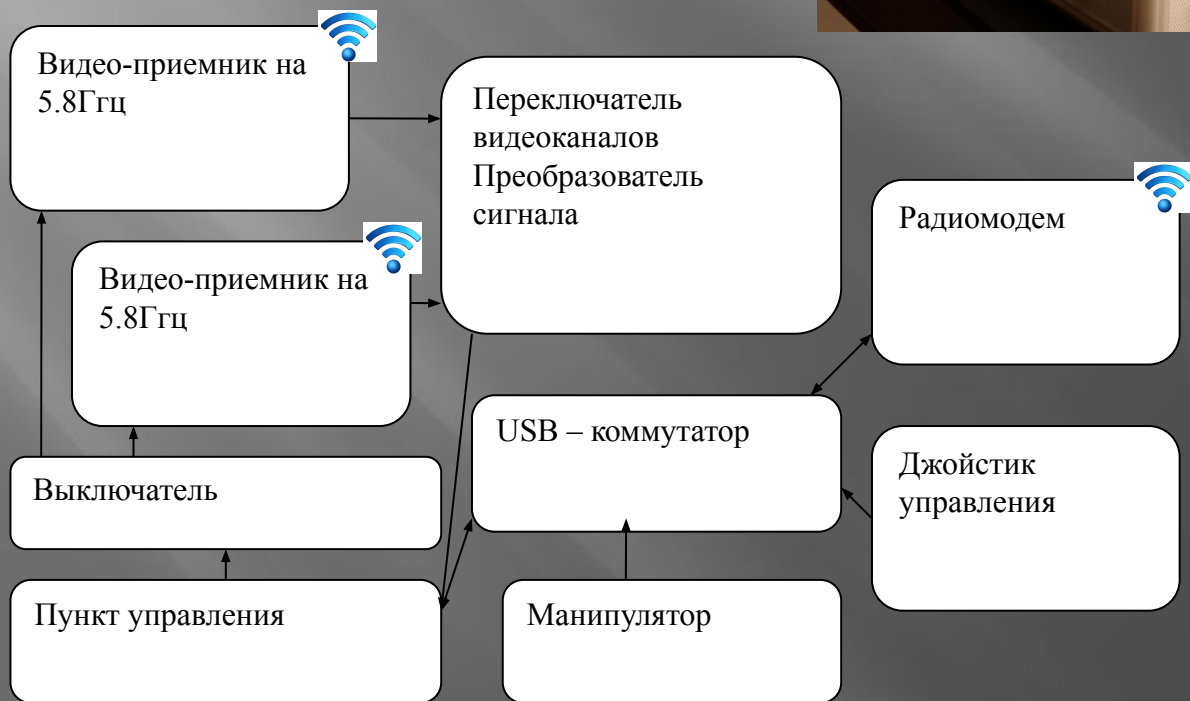 Видео-приемник на
5.8Ггц
Переключатель
видеоканалов
Преобразователь
сигнала
Радиомодем
Видео-приемник на
5.8Ггц
USB – коммутатор
Джойстик
управления
Выключатель
Пункт управления
Манипулятор